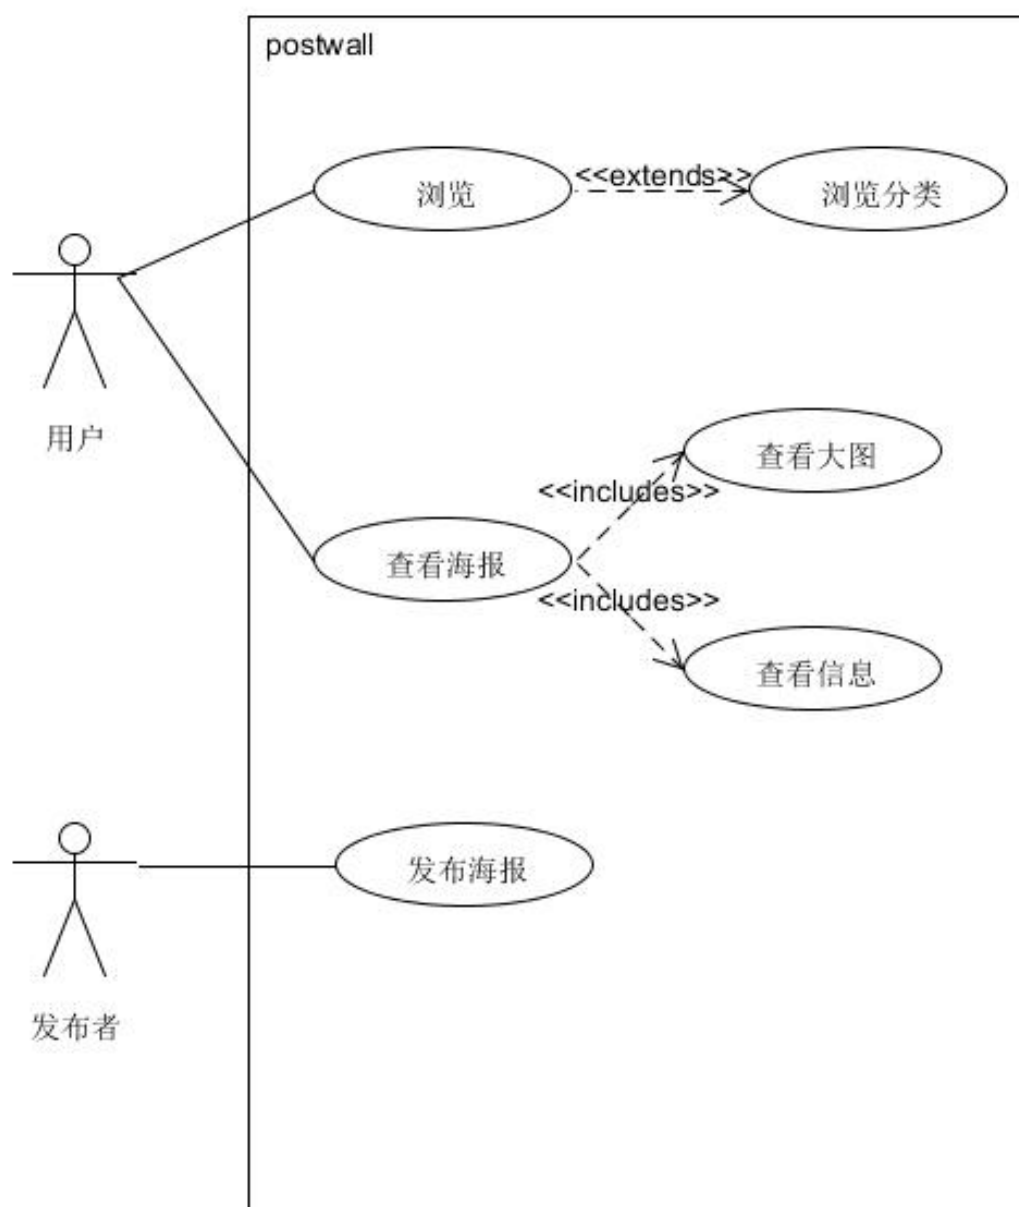 postwall
浏览
<<extends>>
浏览分类
用户
查看大图
<<includes>>
查看海报
<<includes>>
查看信息
发布海报
发布者